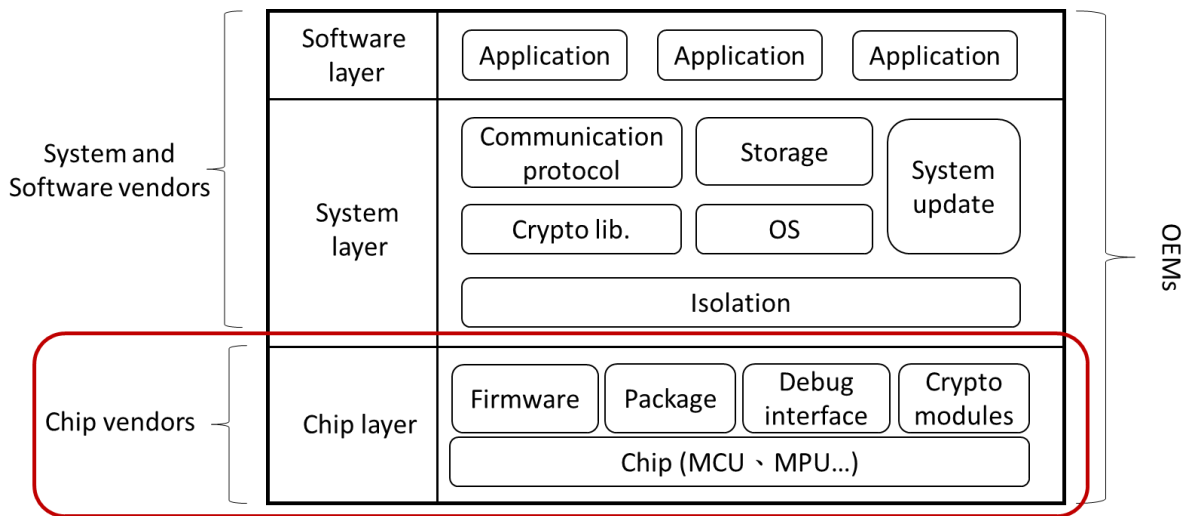 Software
layer
Application
Application
Application
System and
Software vendors
System
layer
Communication
protocol
Storage
System
update
Crypto lib.
OS
Isolation
OEMs
Chip vendors
Chip layer
Firmware
Package
Debug
interface
Crypto
modules
Chip (MCU、MPU…)